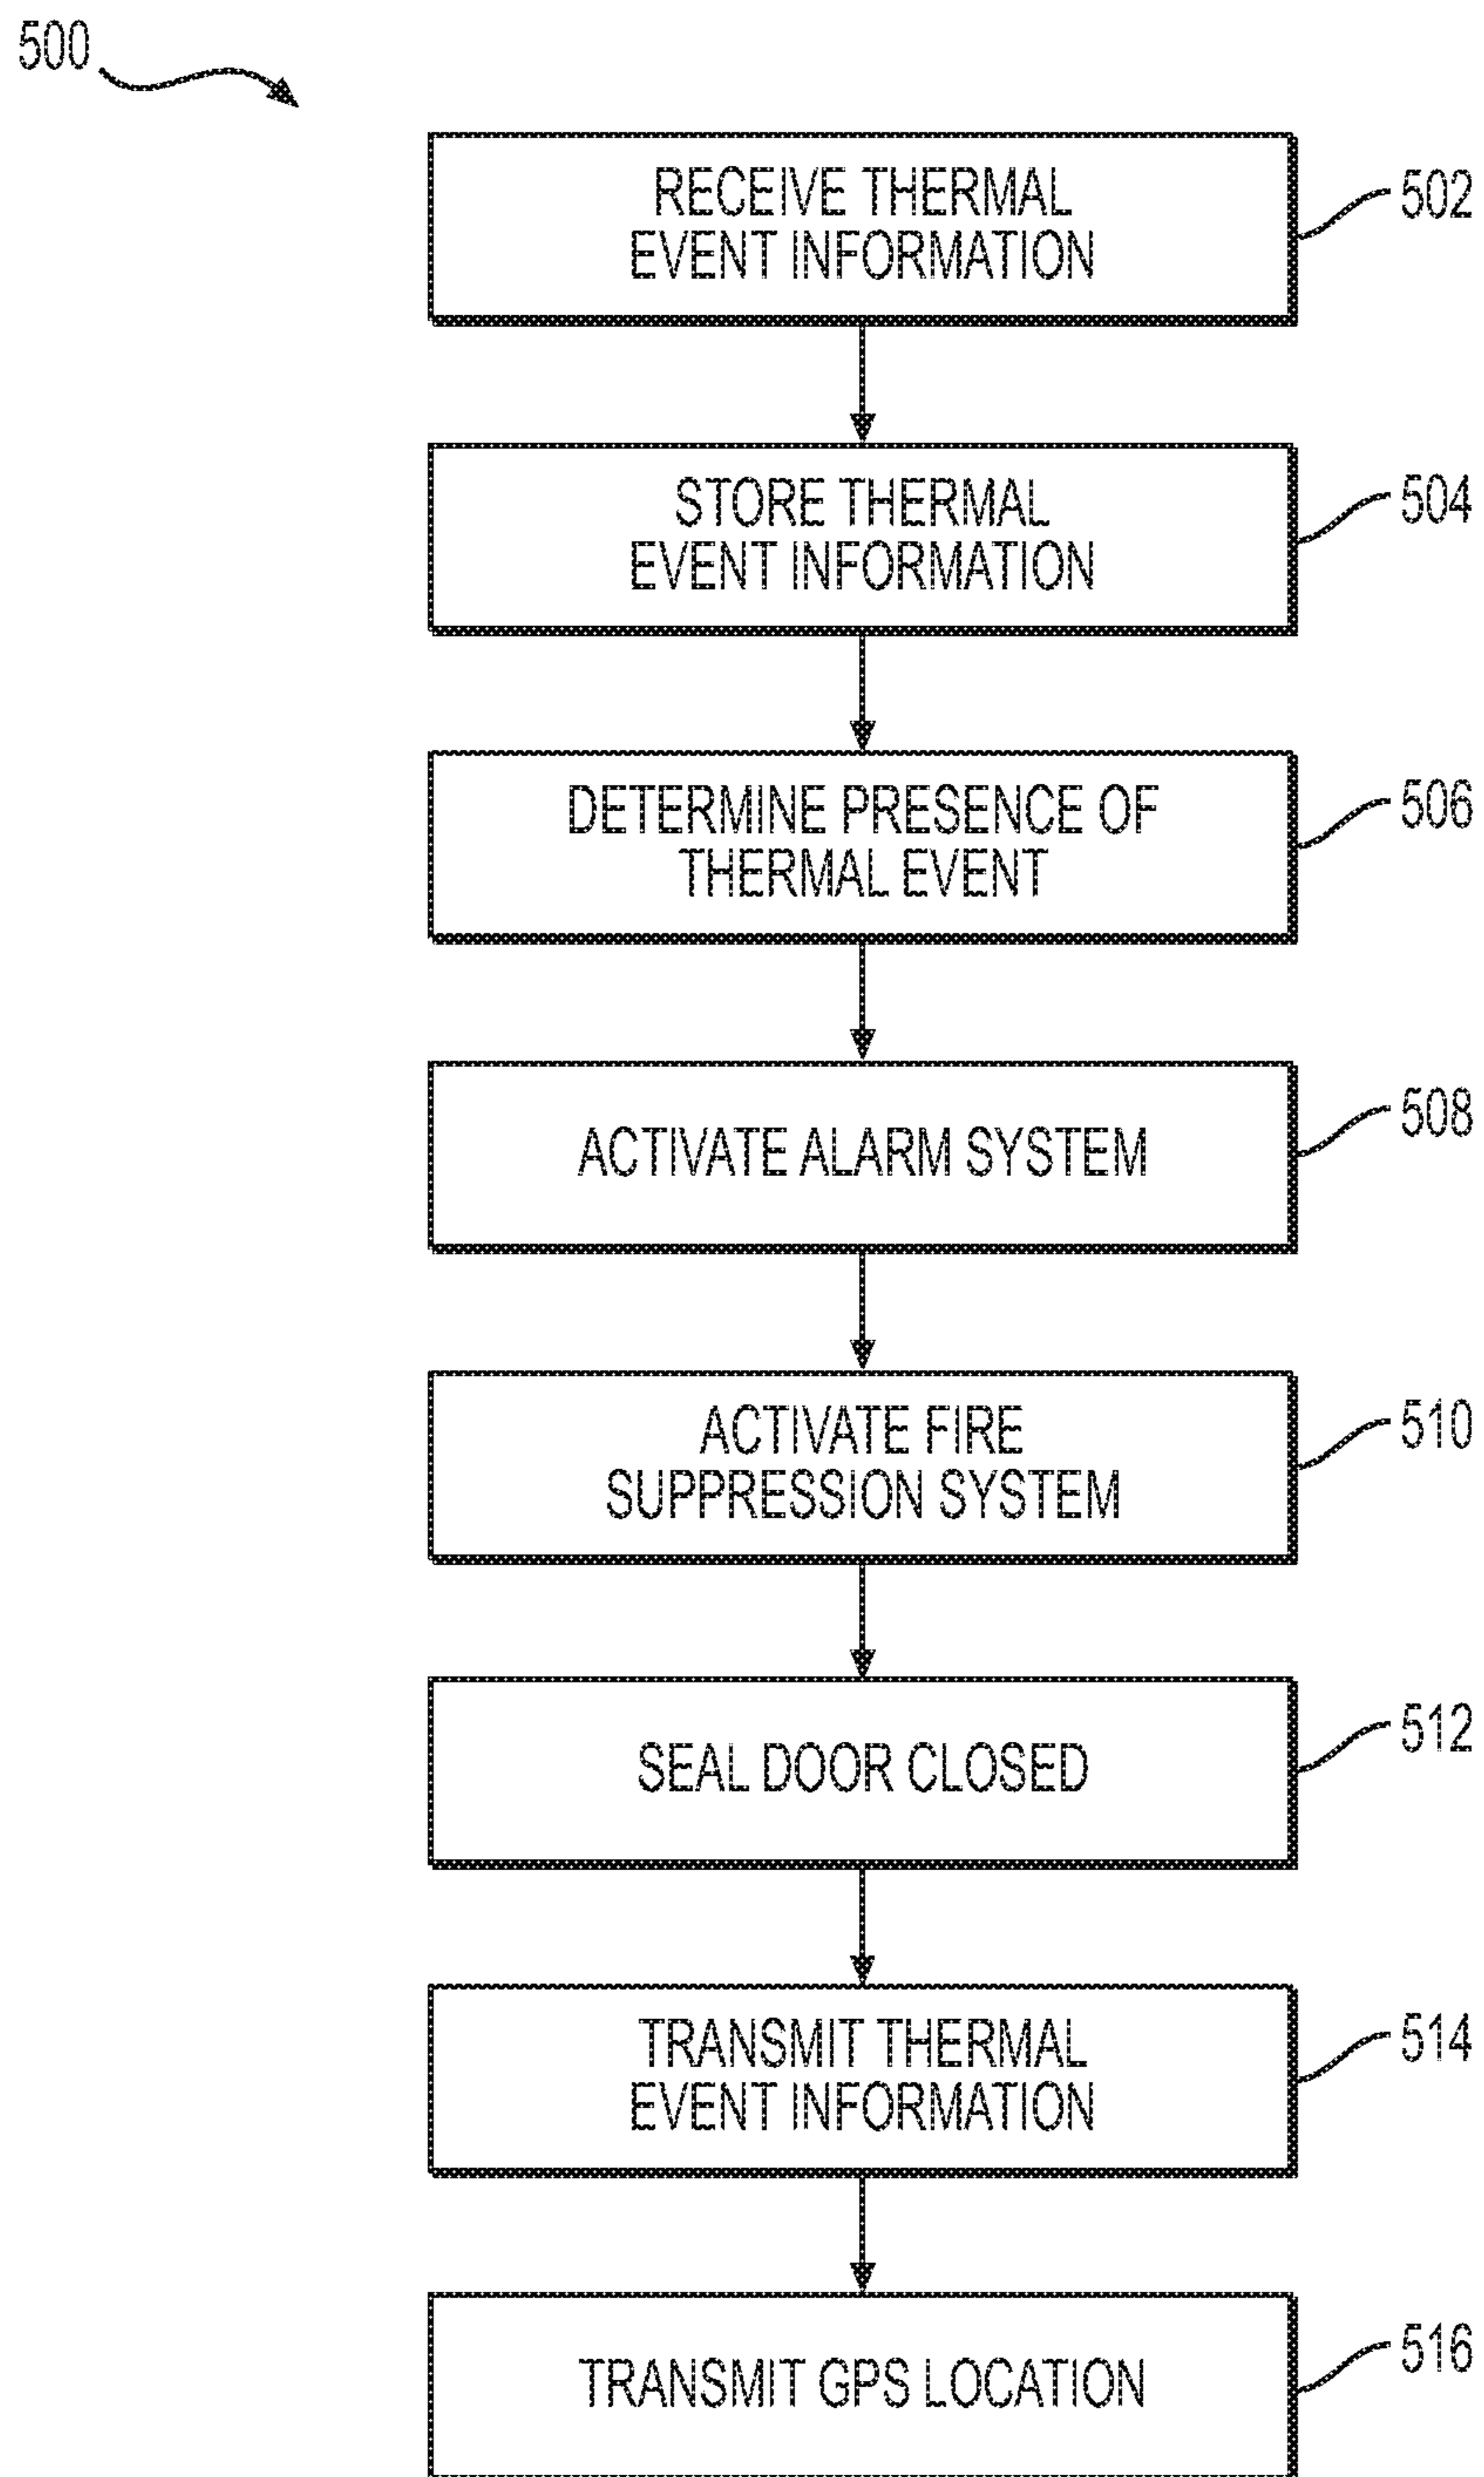 500
RECEIVE THERMAL
EVENT INFORMATION
502
STORE THERMAL
EVENT INFORMATION
504
DETERMINE PRESENCE OF
THERMAL EVENT
506
ACTIVATE ALARM SYSTEM
508
ACTIVATE FIRE
SUPPRESSION SYSTEM
510
SEAL DOOR CLOSED
512
TRANSMIT THERMAL
EVENT INFORMATION
514
TRANSMIT GPS LOCATION
516